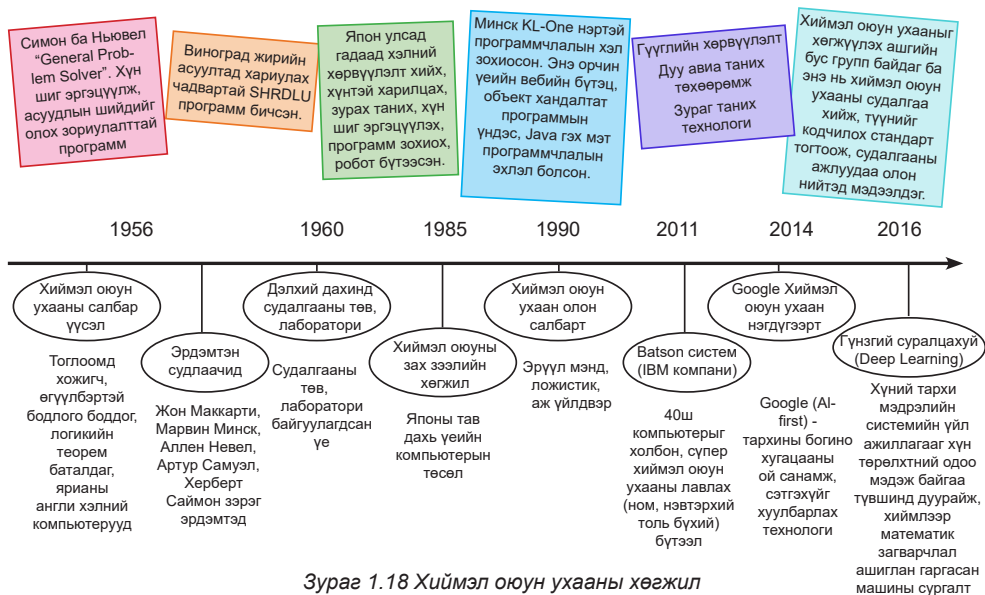 Симон ба Ньювел
“General Prob-
lem Solver”. Хүн
шиг эргэцүүлж,
асуудлын шийдийг
олох зориулалттай
программ
Виноград жирийн
асуултад хариулах
чадвартай SHRDLU
программ бичсэн.
Япон улсад
гадаад хэлний
хөрвүүлэлт хийх,
хүнтэй харилцах,
зураг таних, хүн
шиг эргэцүүлэх,
программ зохиох,
робот бүтээсэн.
Минск KL-One нэртэй
программчлалын хэл
зохиосон. Энэ орчин
үеийн вебийн бүтэц,
объект хандалтат
программын
үндэс, Java гэх мэт
программчлалын
эхлэл болсон.
Гүүглийн хөрвүүлэлт
Дуу авиа таних
төхөөрөмж
Зураг таних
технологи
Хиймэл оюун ухааныг
хөгжүүлэх ашгийн
бус групп байдаг ба
энэ нь хиймэл оюун
ухааны судалгаа
хийж, түүнийг
кодчилох стандарт
тогтоож, судалгааны
ажлуудаа олон
нийтэд мэдээлдэг.
1956
1960
1985
1990
2011
2014
2016
Хиймэл оюун
ухааны салбар
үүсэл
Тоглоомд
хожигч,
өгүүлбэртэй
бодлого боддог,
логикийн
теорем
баталдаг,
ярианы
англи хэлний
компьютерууд
Эрдэмтэн
судлаачид
Жон Маккарти,
Марвин Минск,
Аллен Невел,
Артур Самуэл,
Херберт
Саймон зэрэг
эрдэмтэд
Дэлхий дахинд
судалгааны төв,
лаборатори
Судалгааны
төв,
лаборатори
байгуулагдсан
үе
Хиймэл оюуны
зах зээлийн
хөгжил
Японы тав
дахь үеийн
компьютерын
төсөл
Хиймэл оюун
ухаан олон
салбарт
Эрүүл мэнд,
ложистик,
аж үйлдвэр
Batson систем
(IBM компани)
40ш
компьютерыг
холбон, сүпер
хиймэл оюун
ухааны лавлах
(ном, нэвтэрхий
толь бүхий)
бүтээл
Google Хиймэл
оюун ухаан
нэгдүгээрт
Google (AI-
first) -
тархины богино
хугацааны
ой санамж,
сэтгэхүйг
хуулбарлах
технологи
Гүнзгий суралцахуй
(Deep Learning)
Хүний тархи
мэдрэлийн
системийн үйл
ажиллагааг хүн
төрөлхтний одоо
мэдэж байгаа
түвшинд дуурайж,
хиймлээр
математик
загварчлал
ашиглан гаргасан
машины сургалт
Зураг 1.18 Хиймэл оюун ухааны хөгжил